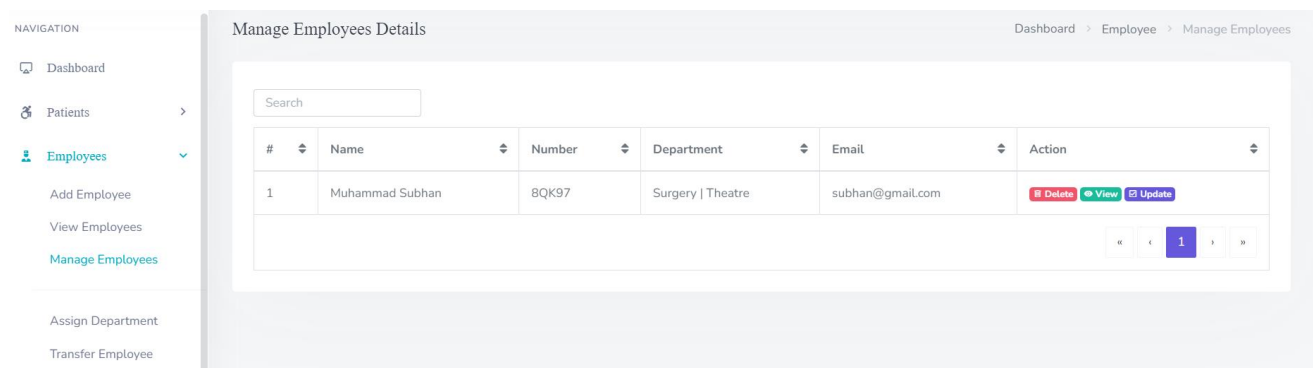 NAVIGATION
Dashboard
Patients
Employees
Add Employee
View Employees
Manage Employees
Assign Department
Transfer Employee
Manage Employees Details
Dashboard > Employee > Manage Employees
Search
# Name Number Department Email Action
1 Muhammad Subhan 8QK97 Surgery | Theatre subhan@gmail.com Delete View Update
« ‹ 1 › »